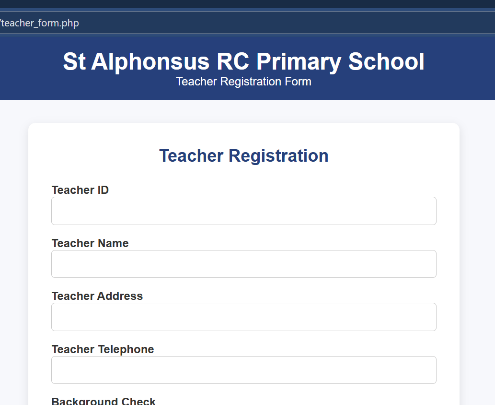 /teacher_form.php
St Alphonsus RC Primary School
Teacher Registration Form
Teacher Registration
Teacher ID
Teacher Name
Teacher Address
Teacher Telephone
Background Check